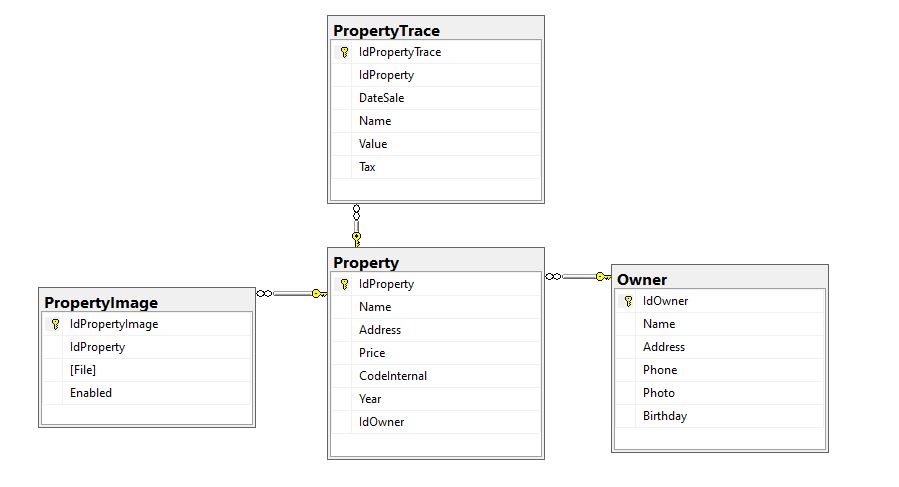 PropertyTrace
IdPropertyTrace
IdProperty
DateSale
Name
Value
Tax
Property
IdProperty
Name
Address
Price
CodeInternal
Year
IdOwner
Owner
IdOwner
Name
Address
Phone
Photo
Birthday
PropertyImage
IdPropertyImage
IdProperty
[File]
Enabled